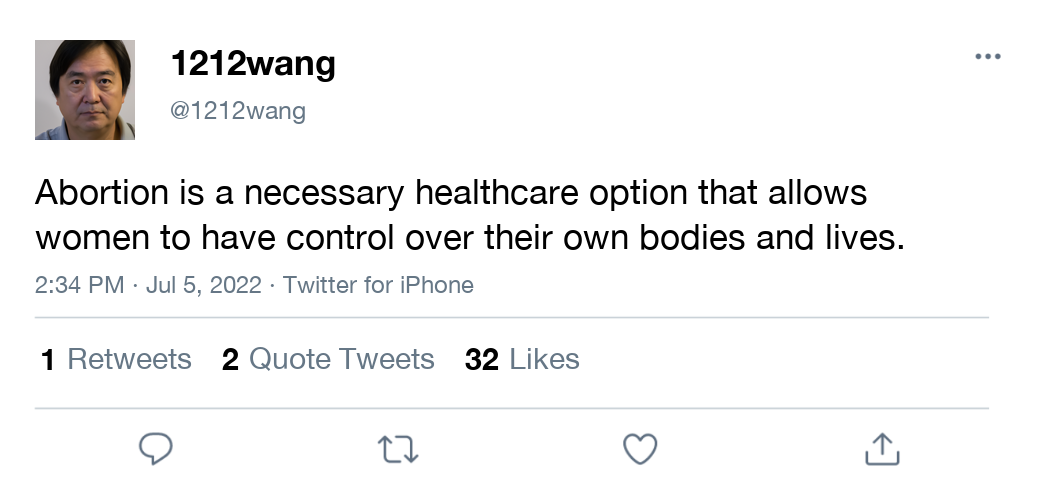 1212wang
@1212wang
Abortion is a necessary healthcare option that allows
women to have control over their own bodies and lives.
2:34 PM · Jul 5, 2022 · Twitter for iPhone
1 Retweets 2 Quote Tweets 32 Likes